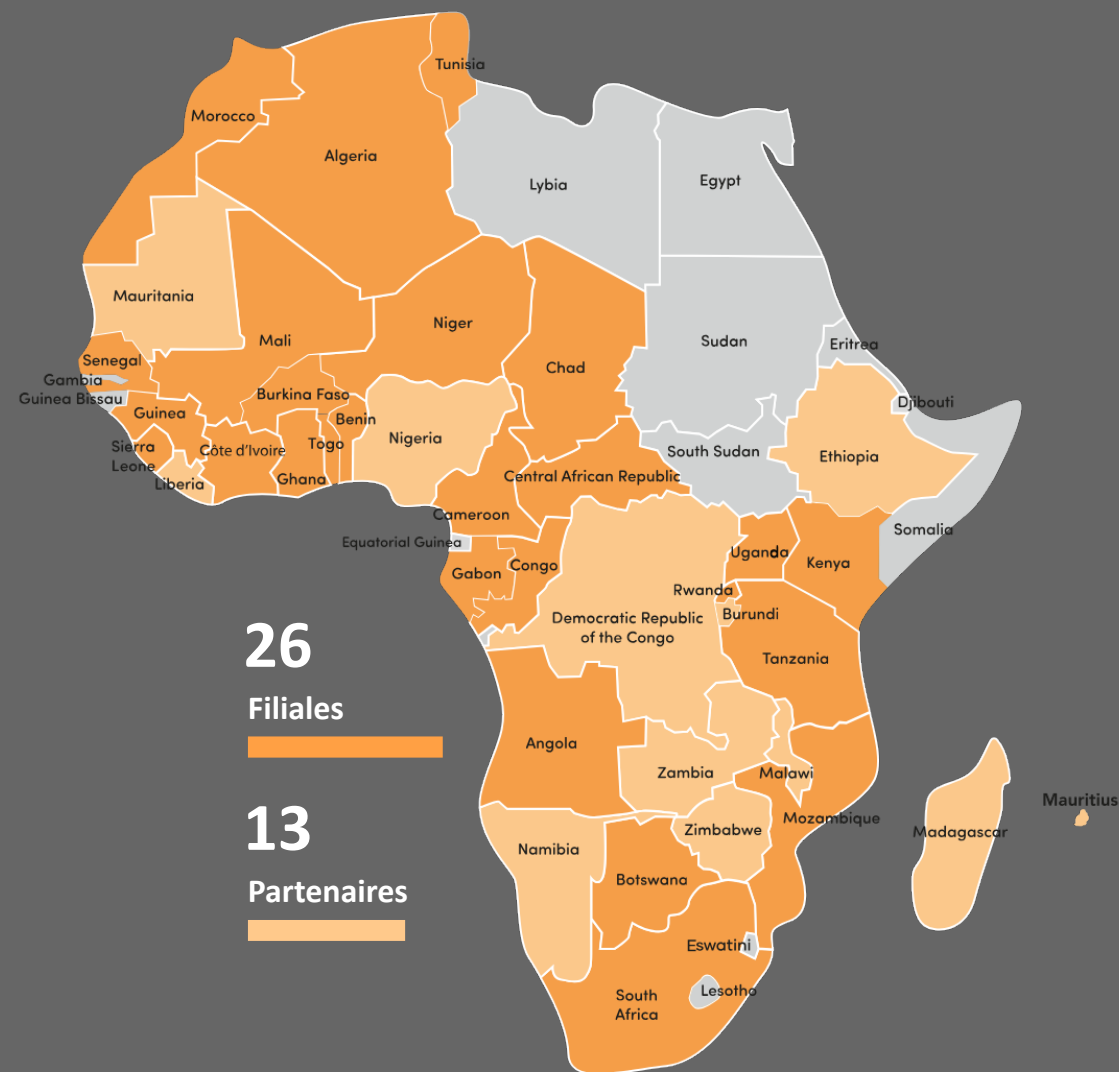 Tunisia
Morocco
Algeria
Lybia
Egypt
Mauritania
Mali
Niger
Chad
Sudan
Eritrea
Senegal
Gambia
Guinea Bissau
Burkina Faso
Djibouti
Guinea
Benin
Nigeria
Sierra
Leone
Côte d'Ivoire
Togo
South Sudan
Ethiopia
Liberia
Ghana
Central African Republic
Cameroon
Somalia
Equatorial Guinea
Gabon
Congo
Uganda
Kenya
Rwanda
Democratic Republic
of the Congo
Burundi
Tanzania
26
Filiales
Angola
Zambia
Malawi
13
Partenaires
Mozambique
Mauritius
Madagascar
Zimbabwe
Namibia
Botswana
Eswatini
Lesotho
South
Africa